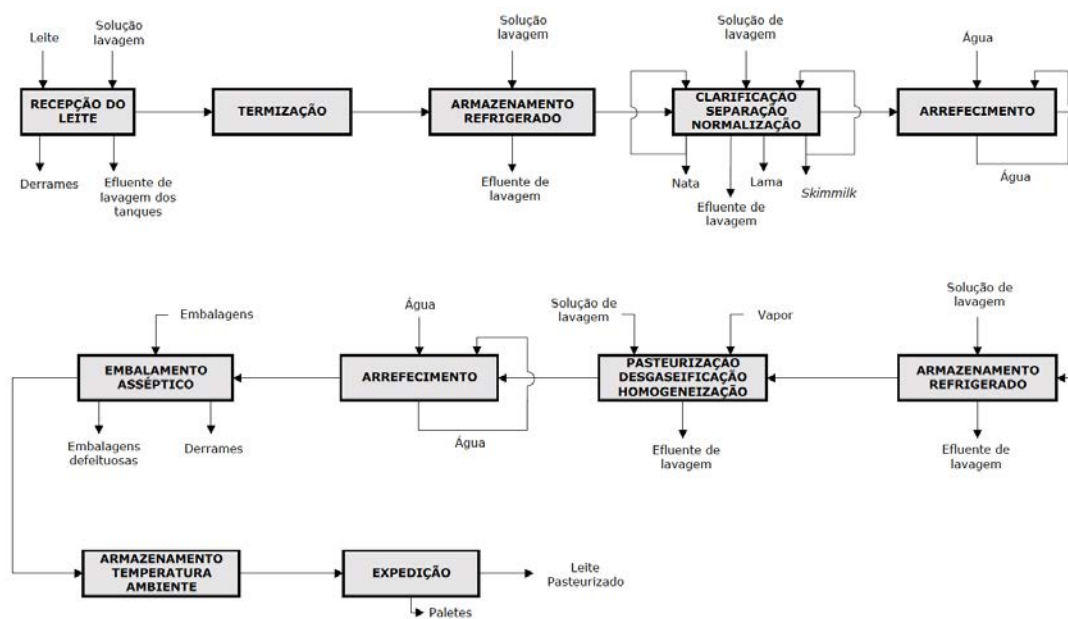 Leite
Solução
lavagem
RECEPÇÃO DO
LEITE
Derrames
Efluente de
lavagem dos
tanques
TERMIZAÇÃO
Solução
lavagem
ARMAZENAMENTO
REFRIGERADO
Efluente de
lavagem
Solução de
lavagem
CLARIFICAÇAO
SEPARAÇÃO
NORMALIZAÇÃO
Nata
Efluente de
lavagem
Lama
Skimmilk
Água
ARREFECIMENTO
Água
Embalagens
EMBALAMENTO
ASSÉPTICO
Embalagens
defeituosas
Derrames
Água
ARREFECIMENTO
Água
Solução de
lavagem
Vapor
PASTEURIZAÇÃO
DESGASEIFICAÇÃO
HOMOGENEIZAÇÃO
Efluente de
lavagem
Solução de
lavagem
ARMAZENAMENTO
REFRIGERADO
Efluente de
lavagem
ARMAZENAMENTO
TEMPERATURA
AMBIENTE
EXPEDIÇÃO
Paletes
Leite
Pasteurizado